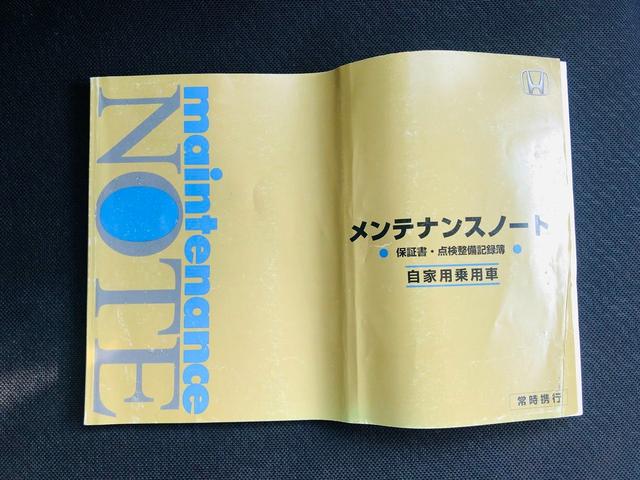 maintenance
NOTE
メンテナンスノート
保証書・点検整備記録簿
自家用乗用車
常時携行